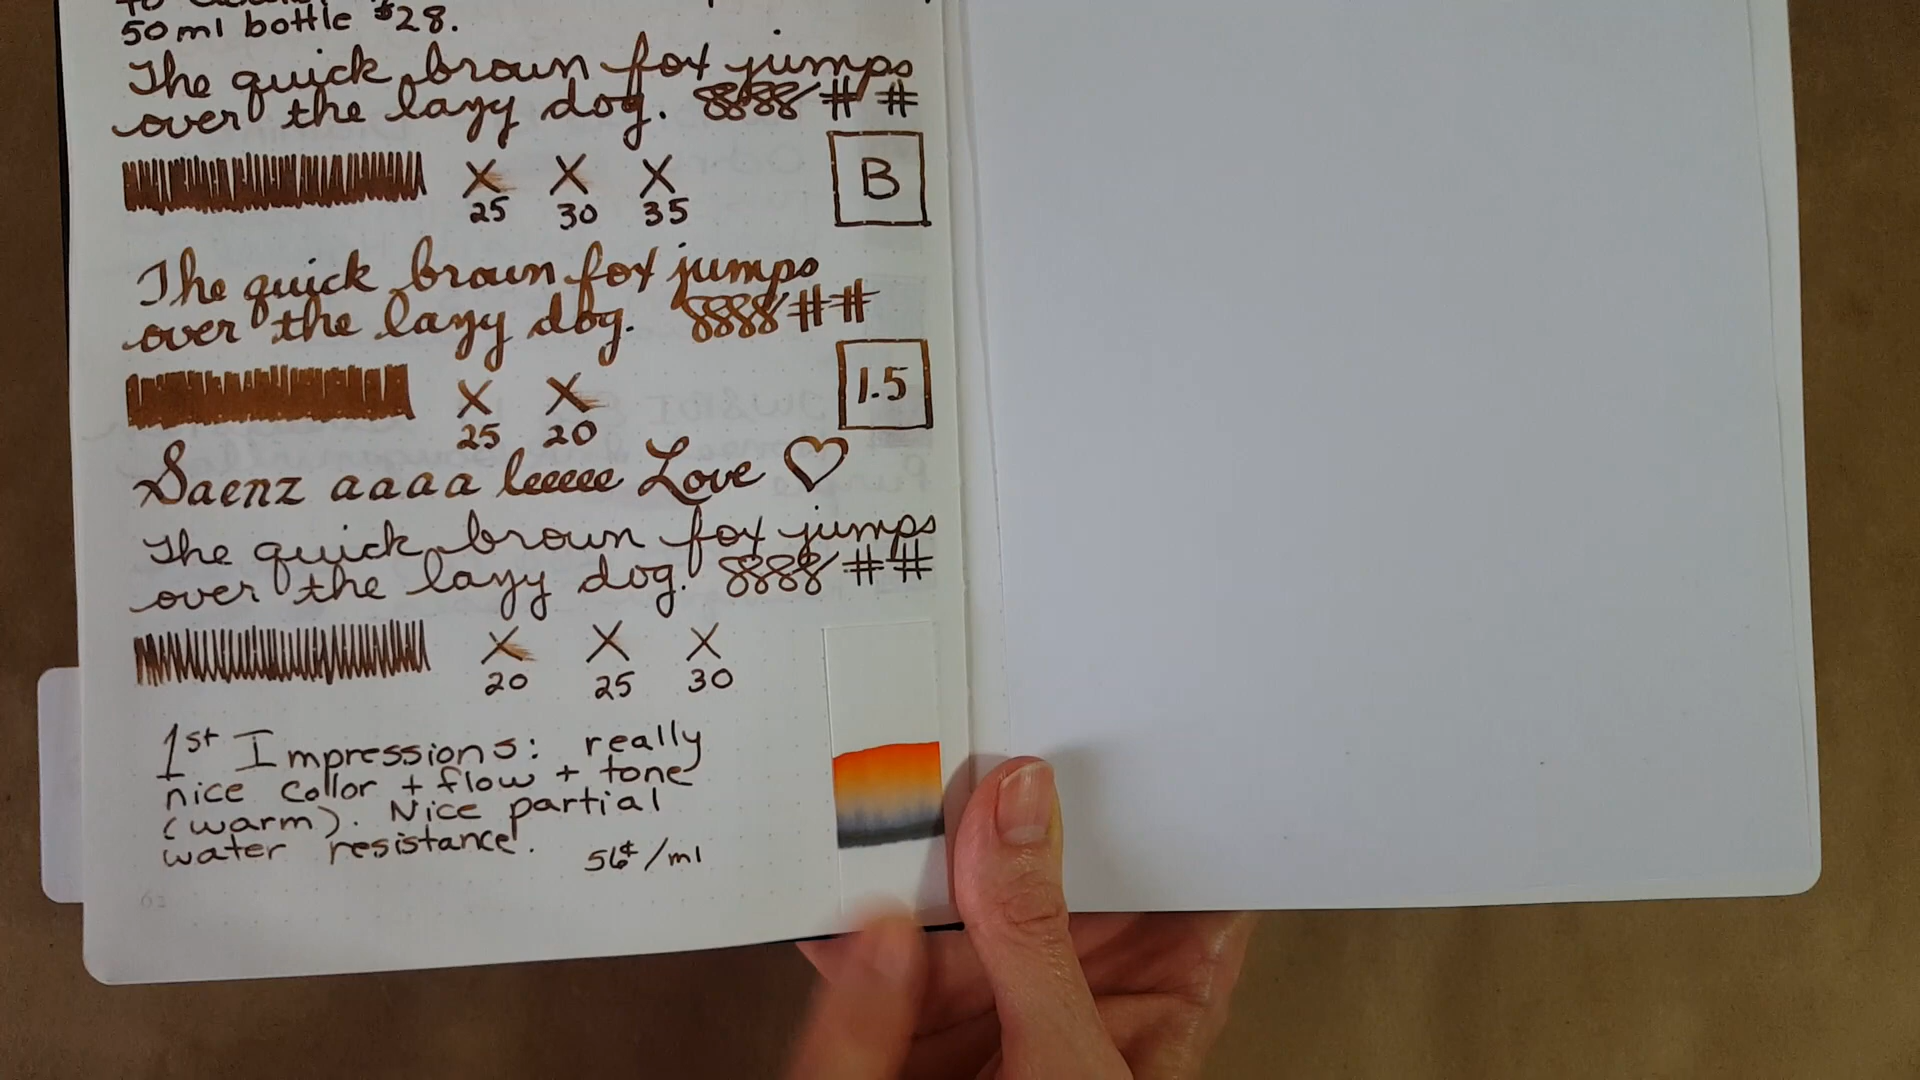 50ml bottle $28.
The quick brown fox jumps
over the lazy dog. 8888 # #
X X X
25 30 35
B
The quick brown fox jumps
over the lazy dog. 8888 # #
X X
25 20
1.5
Saenz aaaa leeeee Love ♡
The quick brown fox jumps
over the lazy dog. 8888 # #
X X X
20 25 30
1st Impressions: really
nice color + flow + tone
(warm). Nice partial
water resistance.
56¢/ml